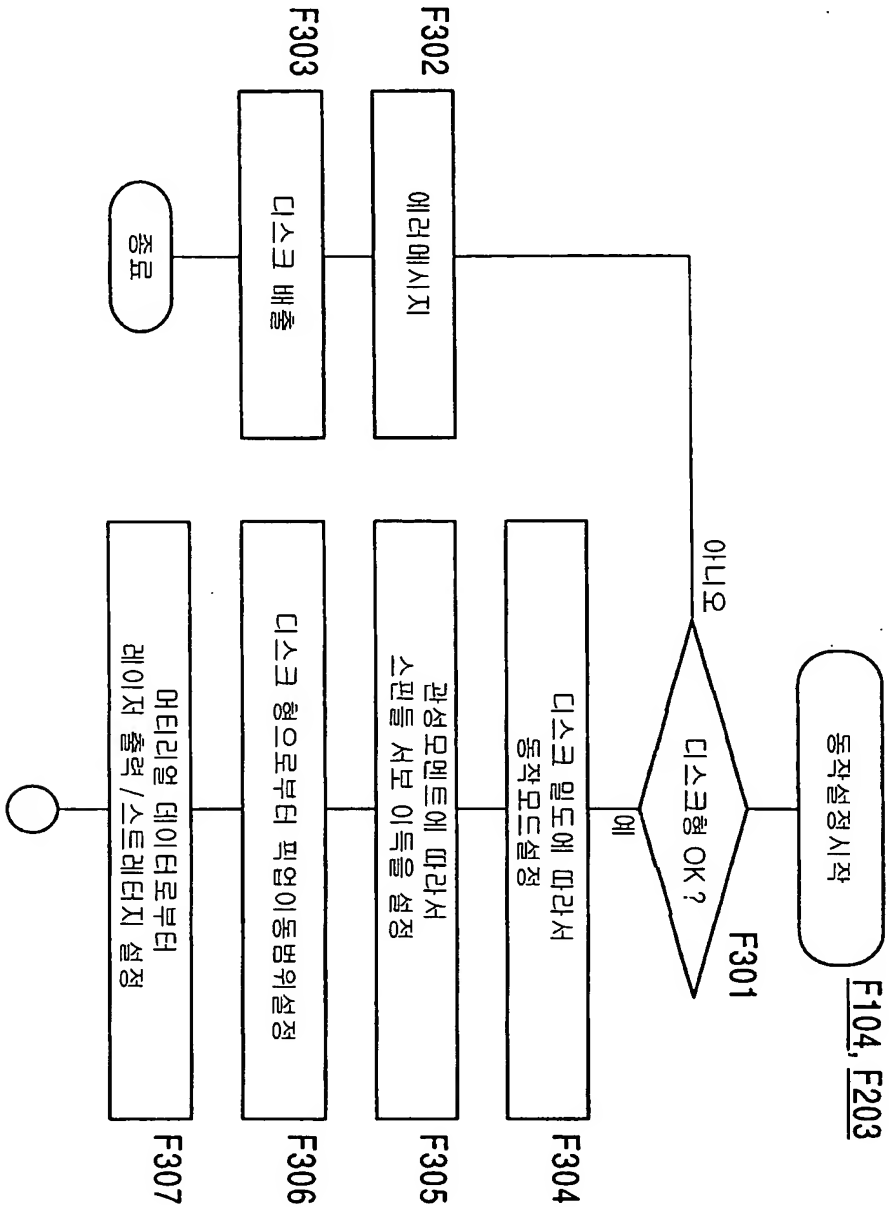 동작설정시작
F104, F203
디스크형 OK ?
F301
아니오
예
에러메시지
F302
디스크 배출
F303
종료
디스크 밀도에 따라서
동작모드설정
F304
관성모멘트에 따라서
스핀들 서보 이득을 설정
F305
디스크 형으로부터 픽업이동범위설정
F306
머티리얼 데이터로부터
레이저 출력 / 스트레터지 설정
F307